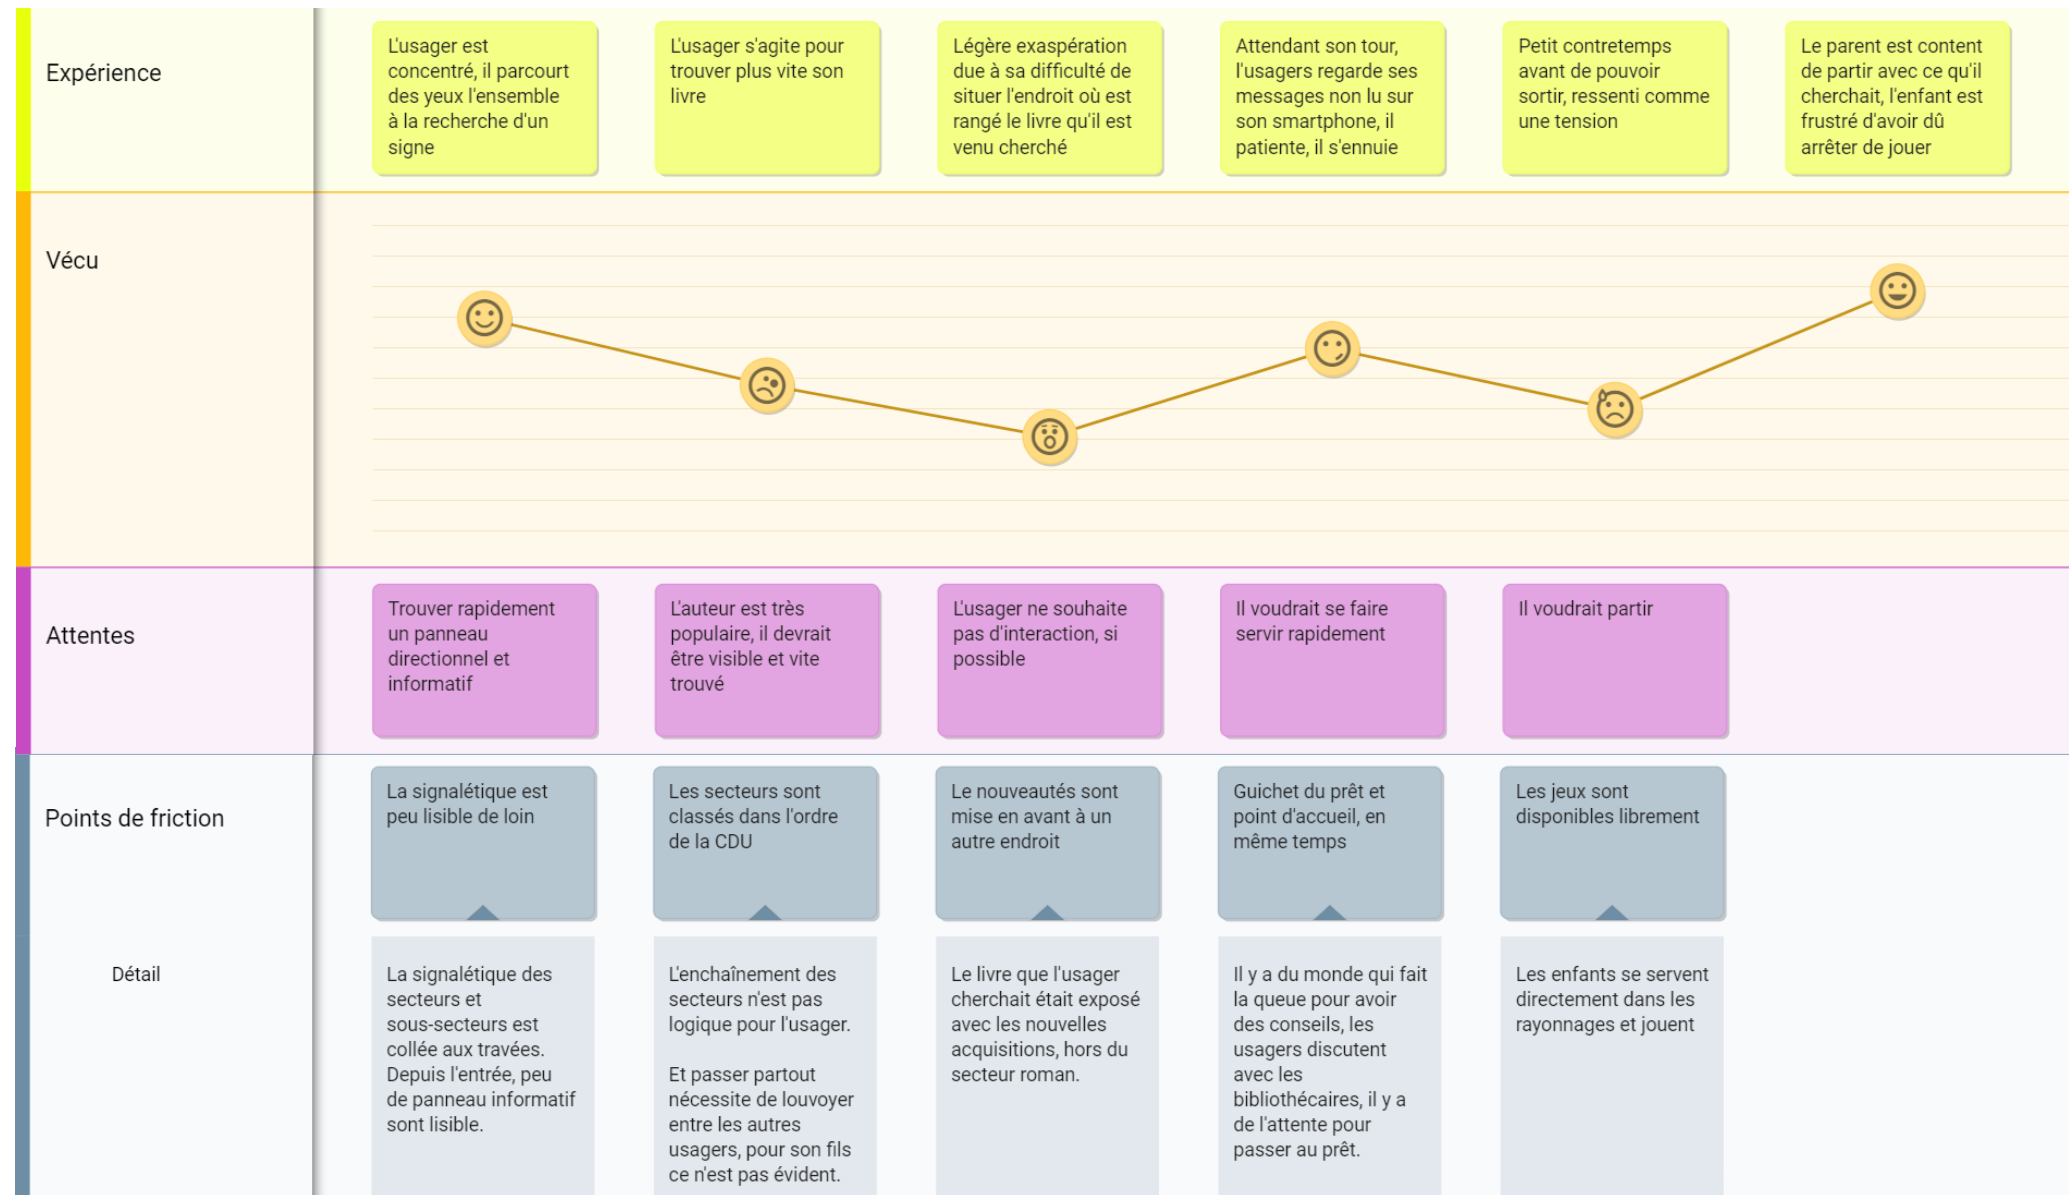 Expérience
L'usager est
concentré, il parcourt
des yeux l'ensemble
à la recherche d'un
signe
L'usager s'agite pour
trouver plus vite son
livre
Légère exaspération
due à sa difficulté de
situer l'endroit où est
rangé le livre qu'il est
venu cherché
Attendant son tour,
l'usagers regarde ses
messages non lu sur
son smartphone, il
patiente, il s'ennuie
Petit contretemps
avant de pouvoir
sortir, ressenti comme
une tension
Le parent est content
de partir avec ce qu'il
cherchait, l'enfant est
frustré d'avoir dû
arrêter de jouer
Vécu
Attentes
Trouver rapidement
un panneau
directionnel et
informatif
L'auteur est très
populaire, il devrait
être visible et vite
trouvé
L'usager ne souhaite
pas d'interaction, si
possible
Il voudrait se faire
servir rapidement
Il voudrait partir
Points de friction
La signalétique est
peu lisible de loin
Les secteurs sont
classés dans l'ordre
de la CDU
Le nouveautés sont
mise en avant à un
autre endroit
Guichet du prêt et
point d'accueil, en
même temps
Les jeux sont
disponibles librement
Détail
La signalétique des
secteurs et
sous-secteurs est
collée aux travées.
Depuis l'entrée, peu
de panneau informatif
sont lisible.
L'enchaînement des
secteurs n'est pas
logique pour l'usager.
Et passer partout
nécessite de louvoyer
entre les autres
usagers, pour son fils
ce n'est pas évident.
Le livre que l'usager
cherchait était exposé
avec les nouvelles
acquisitions, hors du
secteur roman.
Il y a du monde qui fait
la queue pour avoir
des conseils, les
usagers discutent
avec les
bibliothécaires, il y a
de l'attente pour
passer au prêt.
Les enfants se servent
directement dans les
rayonnages et jouent